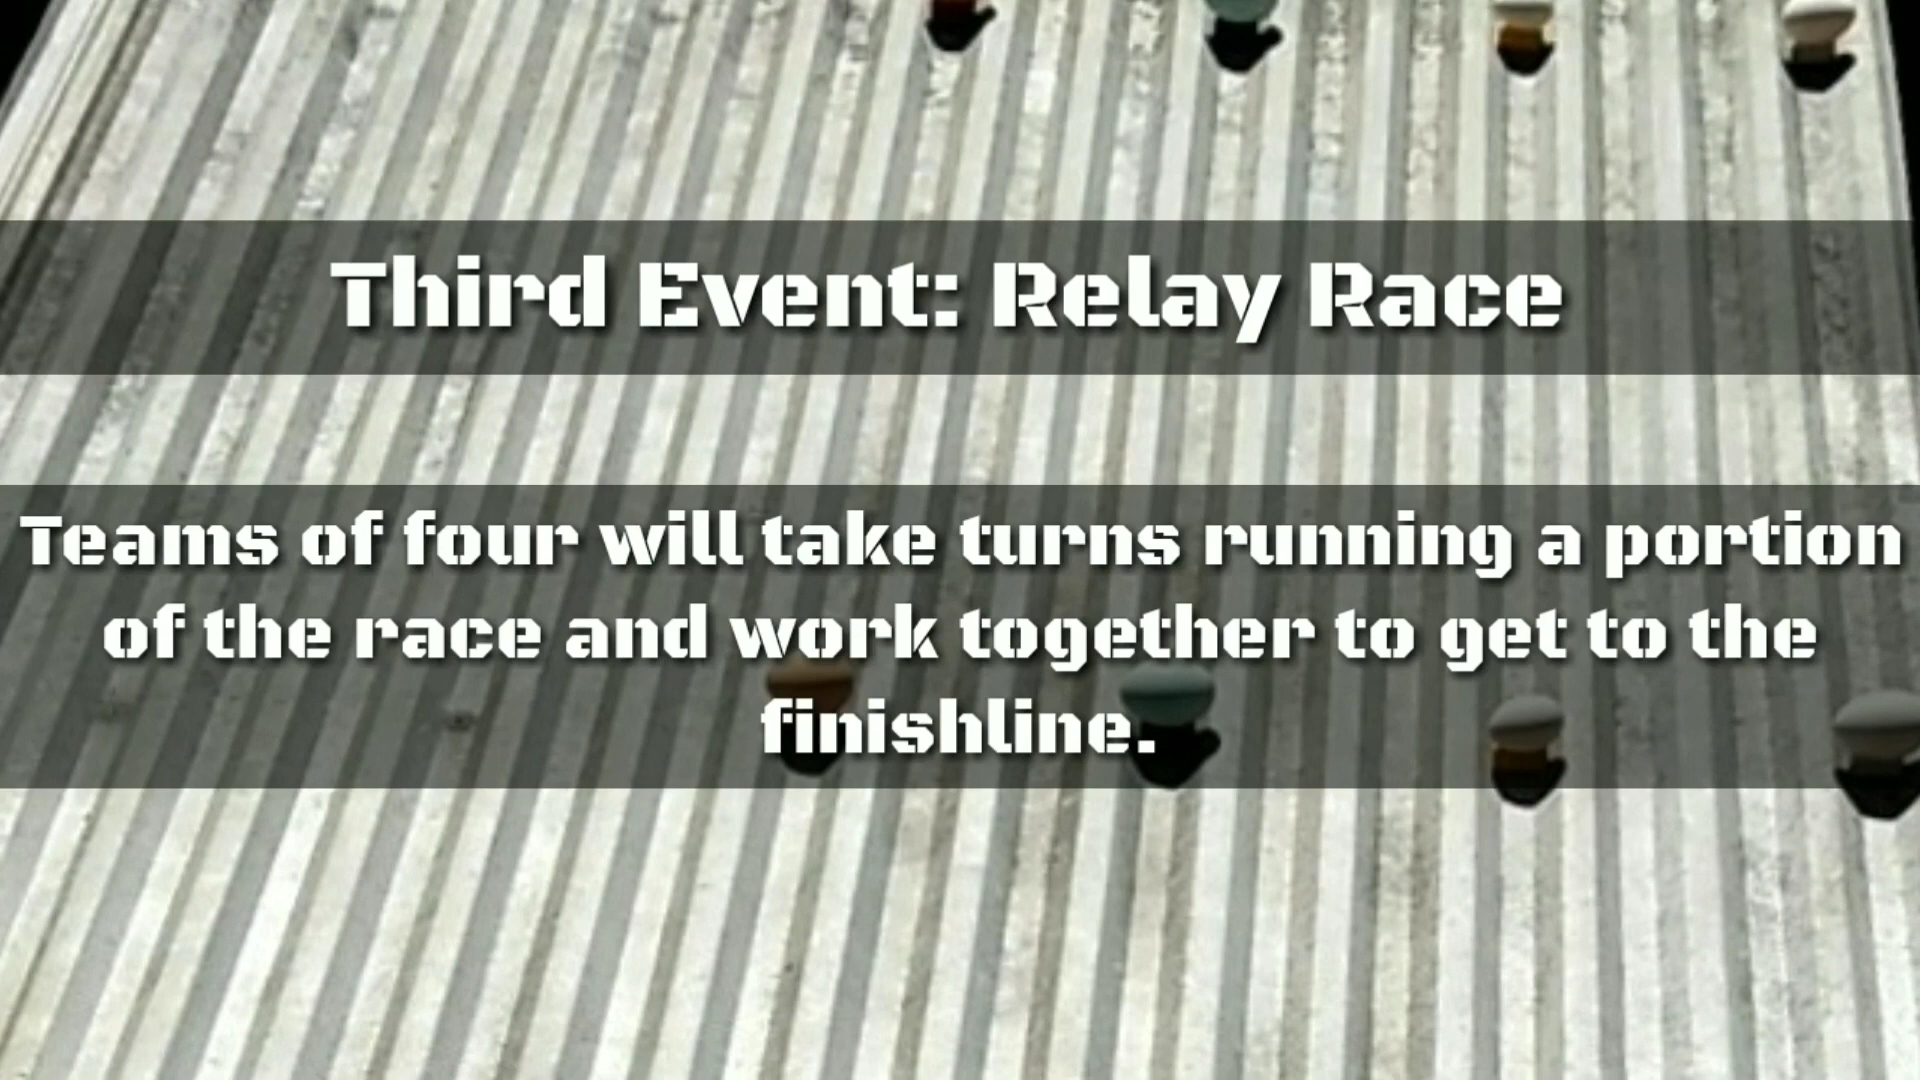 Third Event: Relay Race
Teams of four will take turns running a portion
of the race and work together to get to the
finishline.